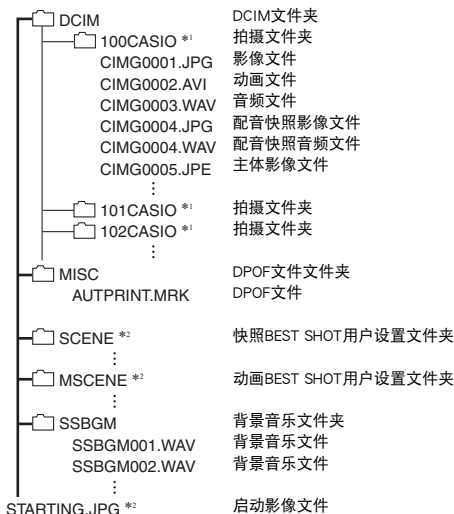 DCIM DCIM文件夹
100CASIO *1 拍摄文件夹
CIMG0001.JPG 影像文件
CIMG0002.AVI 动画文件
CIMG0003.WAV 音频文件
CIMG0004.JPG 配音快照影像文件
CIMG0004.WAV 配音快照音频文件
CIMG0005.JPE 主体影像文件
101CASIO *1 拍摄文件夹
102CASIO *1 拍摄文件夹
MISC DPOF文件文件夹
AUTPRINT.MRK DPOF文件
SCENE *2 快照BEST SHOT用户设置文件夹
MSCENE *2 动画BEST SHOT用户设置文件夹
SSBGM 背景音乐文件夹
SSBGM001.WAV 背景音乐文件
SSBGM002.WAV 背景音乐文件
STARTING.JPG *2 启动影像文件